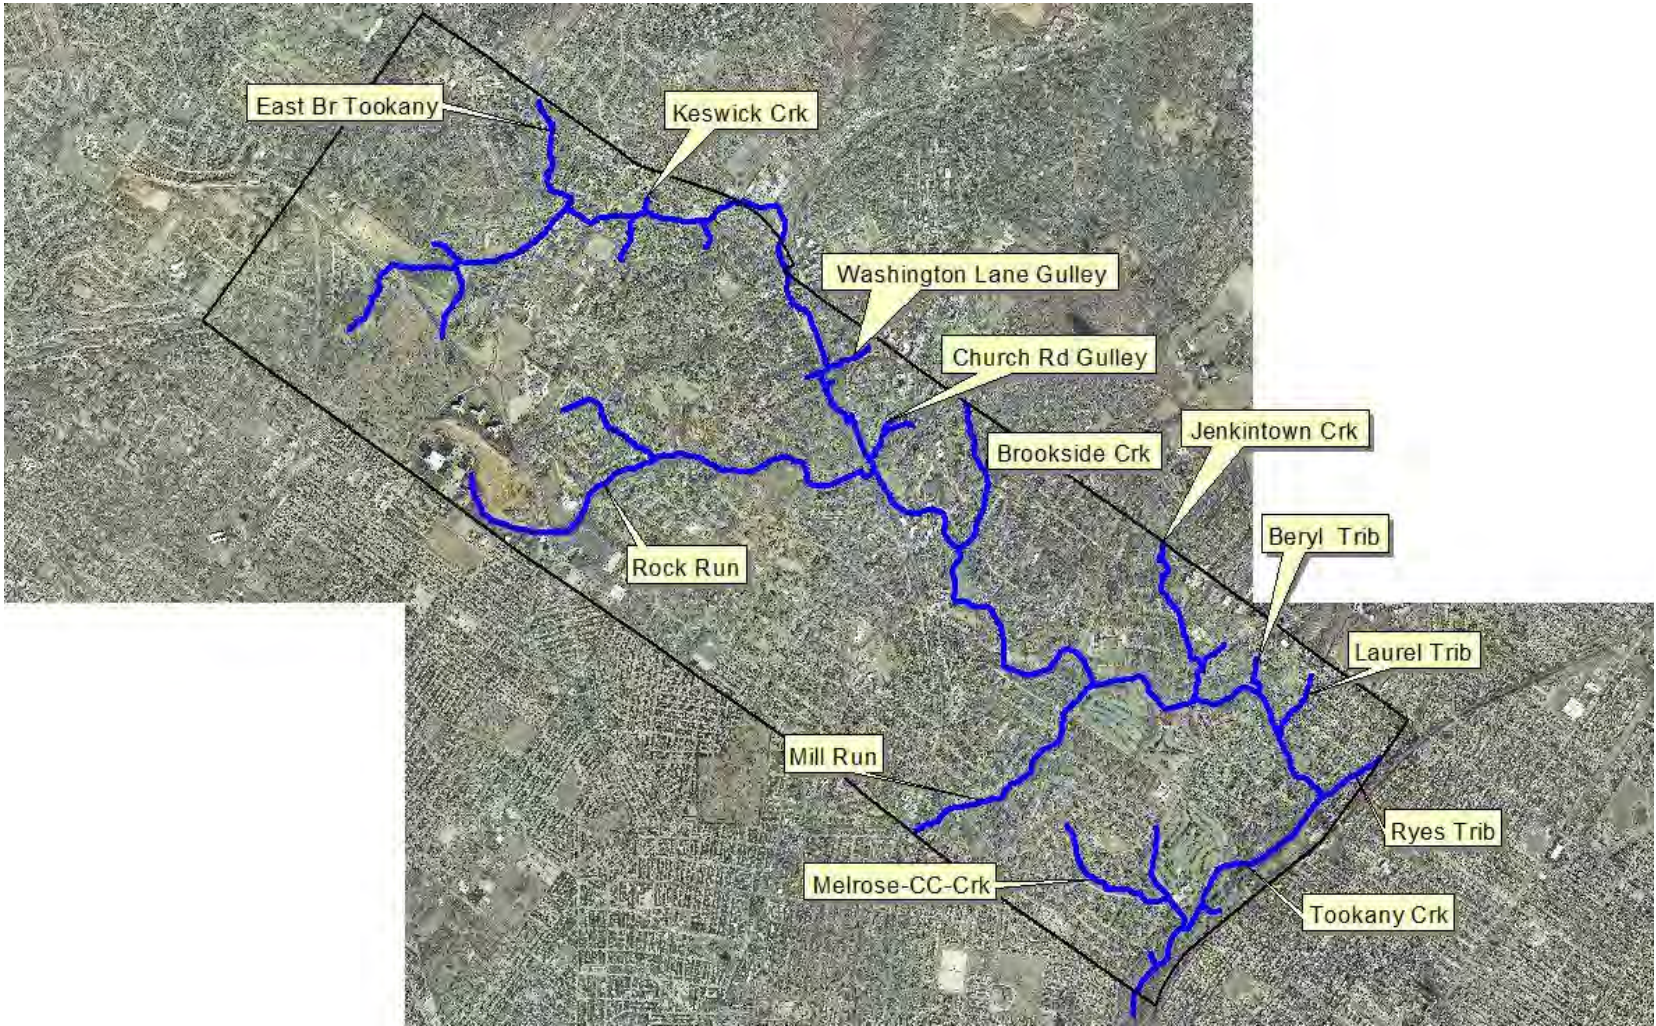 East Br Tookany
Keswick Crk
Washington Lane Gulley
Church Rd Gulley
Jenkintown Crk
Brookside Crk
Beryl Trib
Rock Run
Laurel Trib
Mill Run
Ryes Trib
Melrose-CC-Crk
Tookany Crk